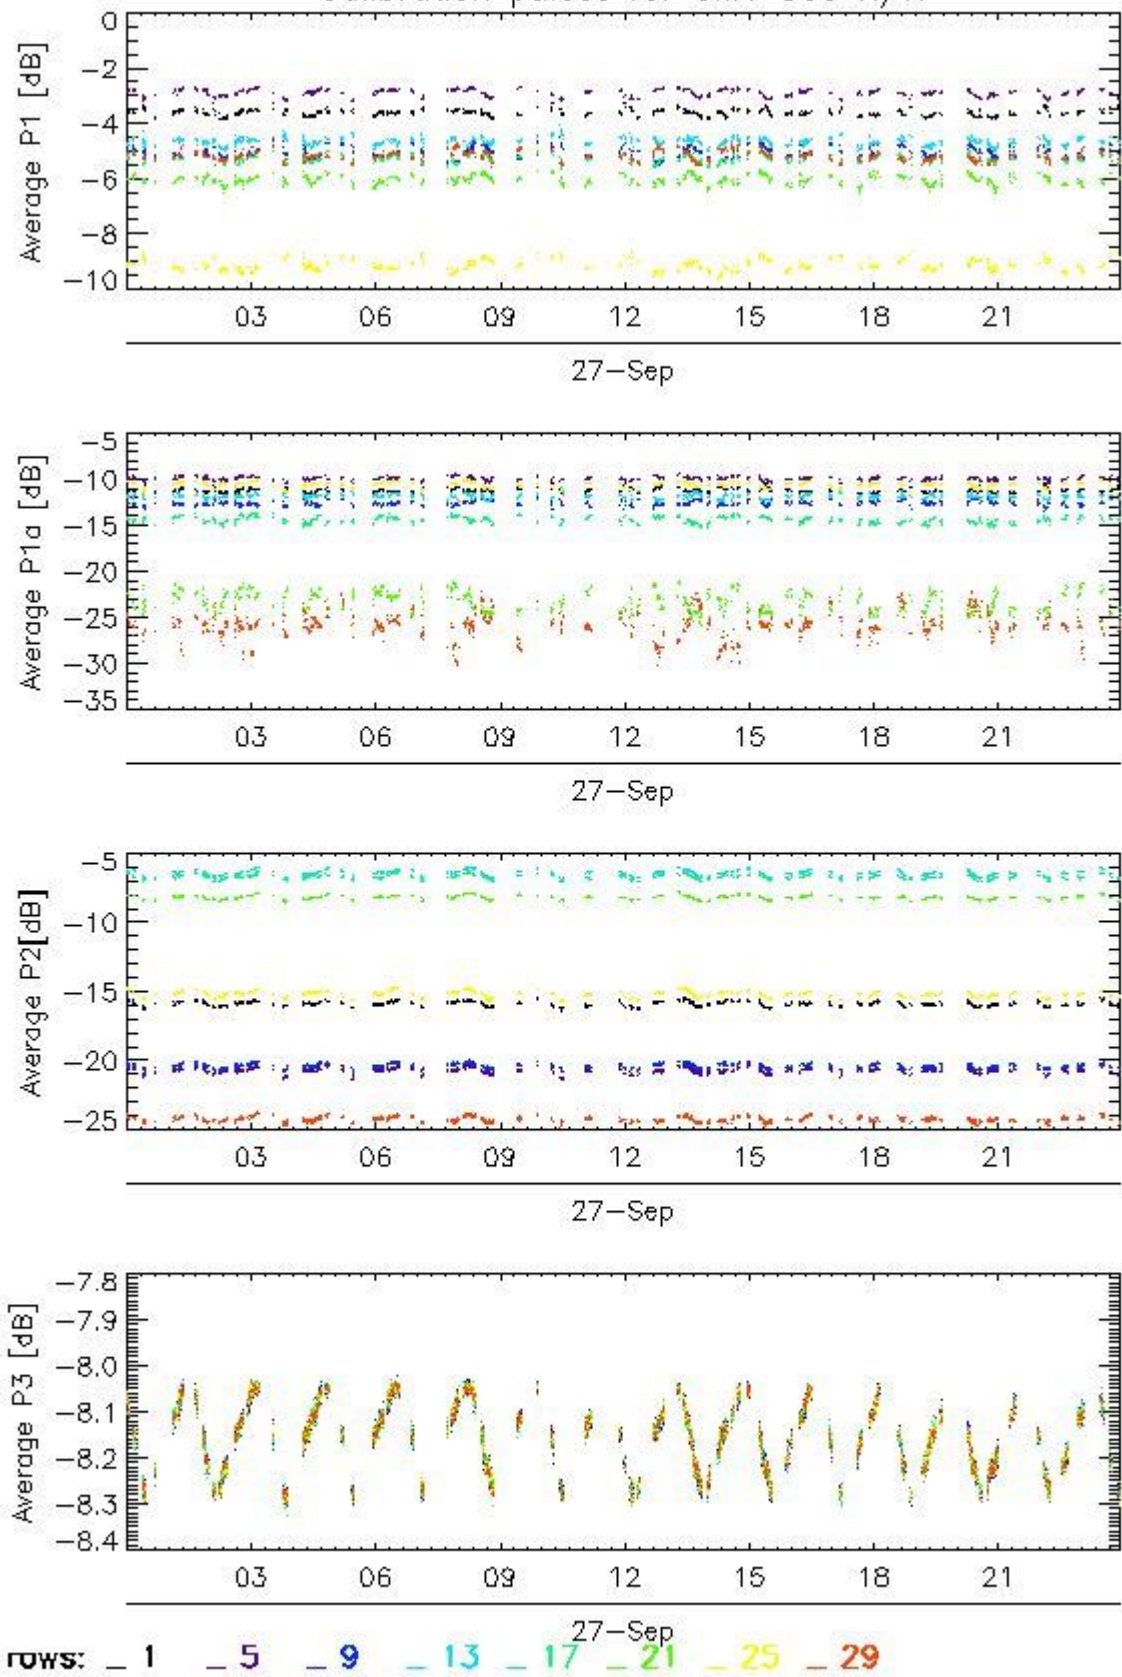 0
-2
-4
-6
-8
-10
Average P1 [dB]
03 06 09 12 15 18 21
27-Sep
-5
-10
-15
-20
-25
-30
-35
Average P1a [dB]
03 06 09 12 15 18 21
27-Sep
-5
-10
-15
-20
-25
Average P2[dB]
03 06 09 12 15 18 21
27-Sep
-7.8
-7.9
-8.0
-8.1
-8.2
-8.3
-8.4
Average P3 [dB]
03 06 09 12 15 18 21
27-Sep
rows: _ 1 _ 5 _ 9 _ 13 _ 17 _ 21 _ 25 _ 29